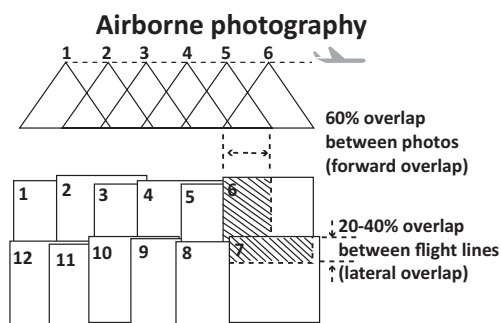 Airborne photography
1 2 3 4 5 6
60% overlap
between photos
(forward overlap)
1 2 3 4 5 6
20-40% overlap
between flight lines
(lateral overlap)
12 11 10 9 8 7